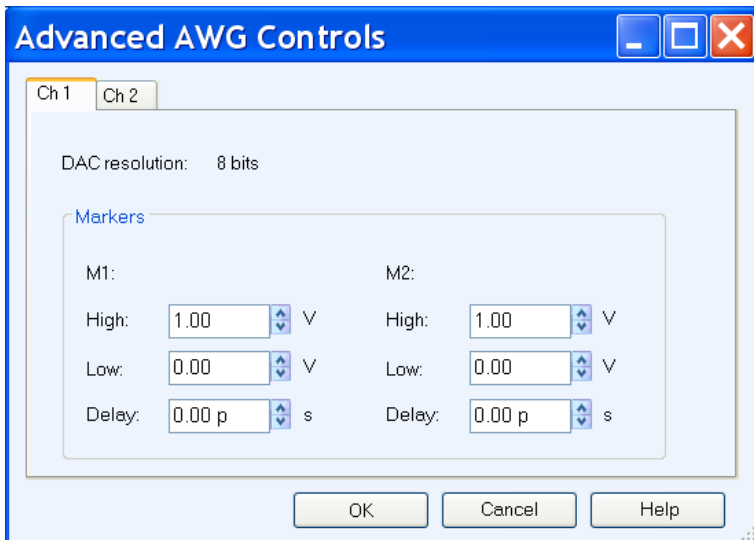 Advanced AWG Controls
Ch 1 Ch 2
DAC resolution: 8 bits
Markers
M1: M2:
High: 1.00 V High: 1.00 V
Low: 0.00 V Low: 0.00 V
Delay: 0.00 p s Delay: 0.00 p s
OK Cancel Help